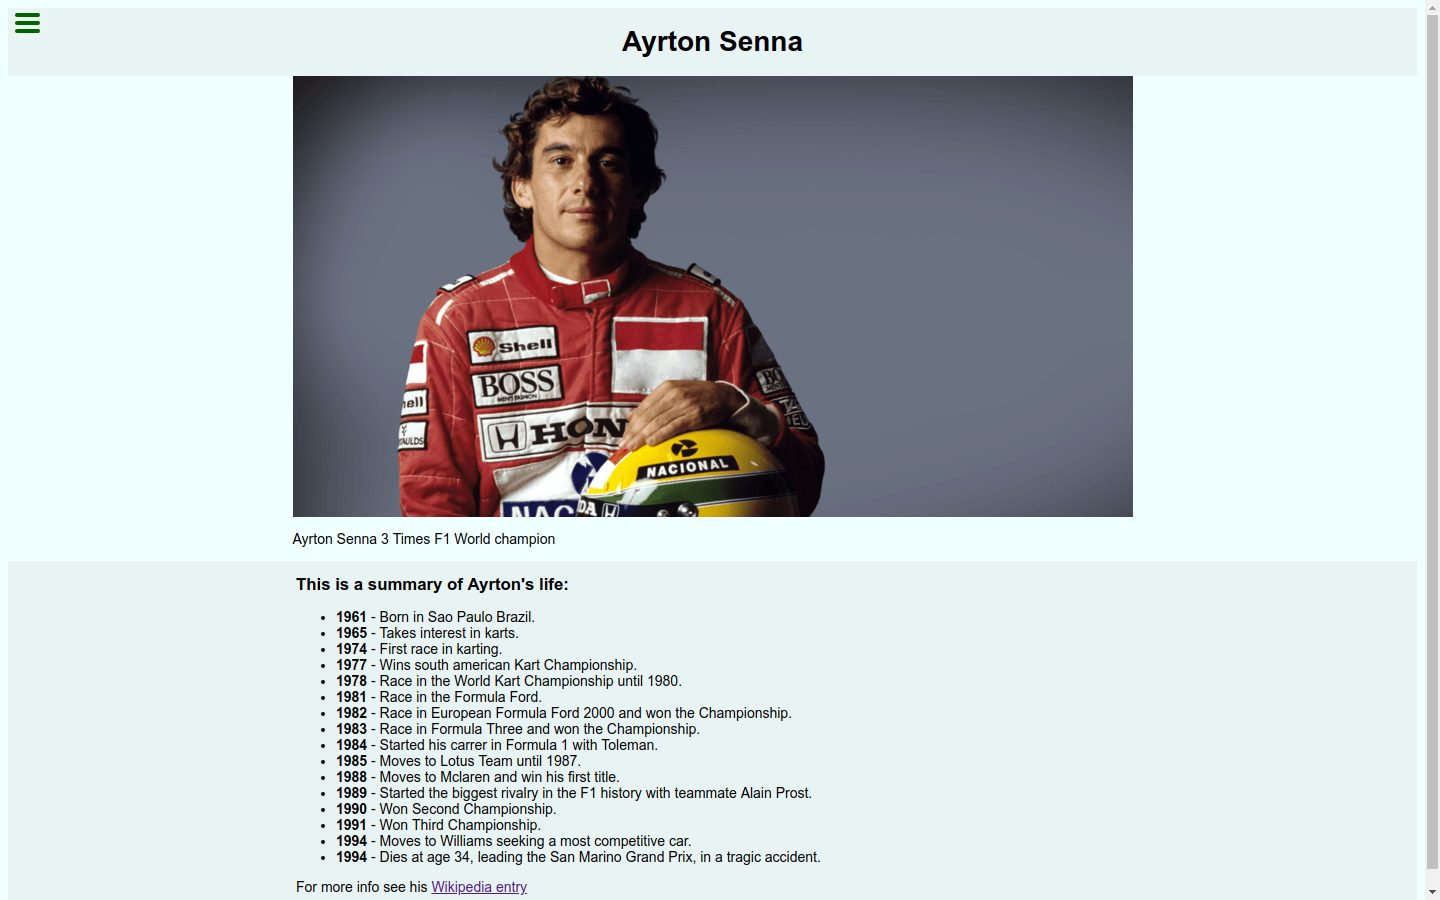 Ayrton Senna
Shell
BOSS
MEN'S FASHION
HON
NACIONAL
NAC
DA
Ayrton Senna 3 Times F1 World champion
This is a summary of Ayrton's life:
1961 - Born in Sao Paulo Brazil.
1965 - Takes interest in karts.
1974 - First race in karting.
1977 - Wins south american Kart Championship.
1978 - Race in the World Kart Championship until 1980.
1981 - Race in the Formula Ford.
1982 - Race in European Formula Ford 2000 and won the Championship.
1983 - Race in Formula Three and won the Championship.
1984 - Started his carrer in Formula 1 with Toleman.
1985 - Moves to Lotus Team until 1987.
1988 - Moves to Mclaren and win his first title.
1989 - Started the biggest rivalry in the F1 history with teammate Alain Prost.
1990 - Won Second Championship.
1991 - Won Third Championship.
1994 - Moves to Williams seeking a most competitive car.
1994 - Dies at age 34, leading the San Marino Grand Prix, in a tragic accident.
For more info see his Wikipedia entry